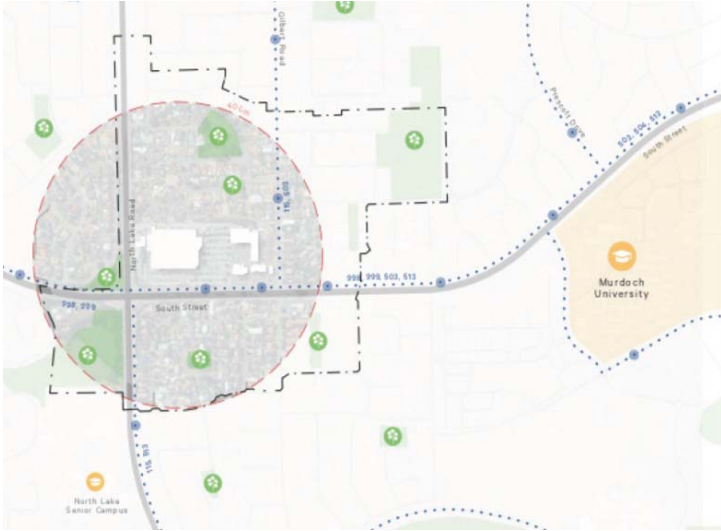 Gilbert Road
400m
Prescott Drive
502, 504, 513
South Street
North Lake Road
115, 503
998, 999, 503, 513
998, 999
South Street
Murdoch
University
115, 513
North Lake
Senior Campus